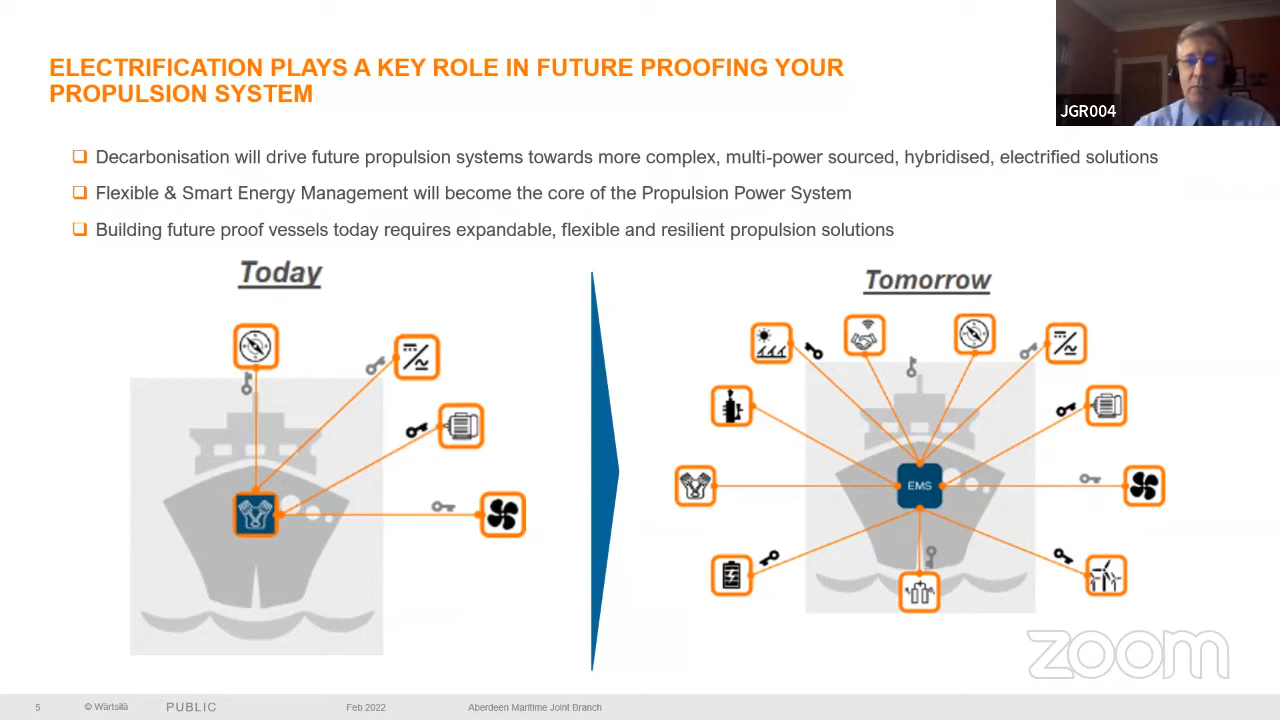 ELECTRIFICATION PLAYS A KEY ROLE IN FUTURE PROOFING YOUR
PROPULSION SYSTEM
JGR004
Decarbonisation will drive future propulsion systems towards more complex, multi-power sourced, hybridised, electrified solutions
Flexible & Smart Energy Management will become the core of the Propulsion Power System
Building future proof vessels today requires expandable, flexible and resilient propulsion solutions
Today
Tomorrow
EMS
zoom
5 © Wärtsilä PUBLIC Feb 2022 Aberdeen Maritime Joint Branch